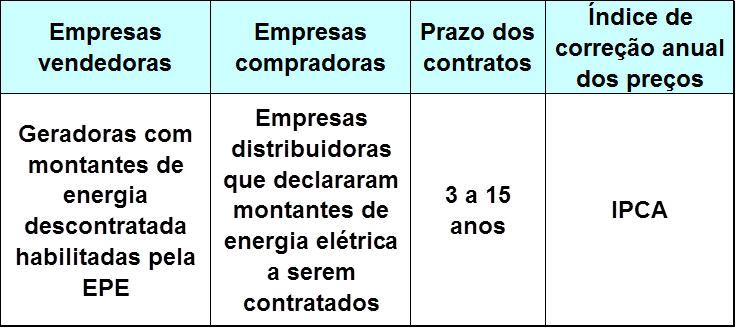 Empresas
vendedoras
Empresas
compradoras
Prazo dos
contratos
Índice de
correção anual
dos preços
Geradoras com
montantes de
energia
descontratada
habilitadas pela
EPE
Empresas
distribuidoras
que declararam
montantes de
energia elétrica
a serem
contratados
3 a 15
anos
IPCA